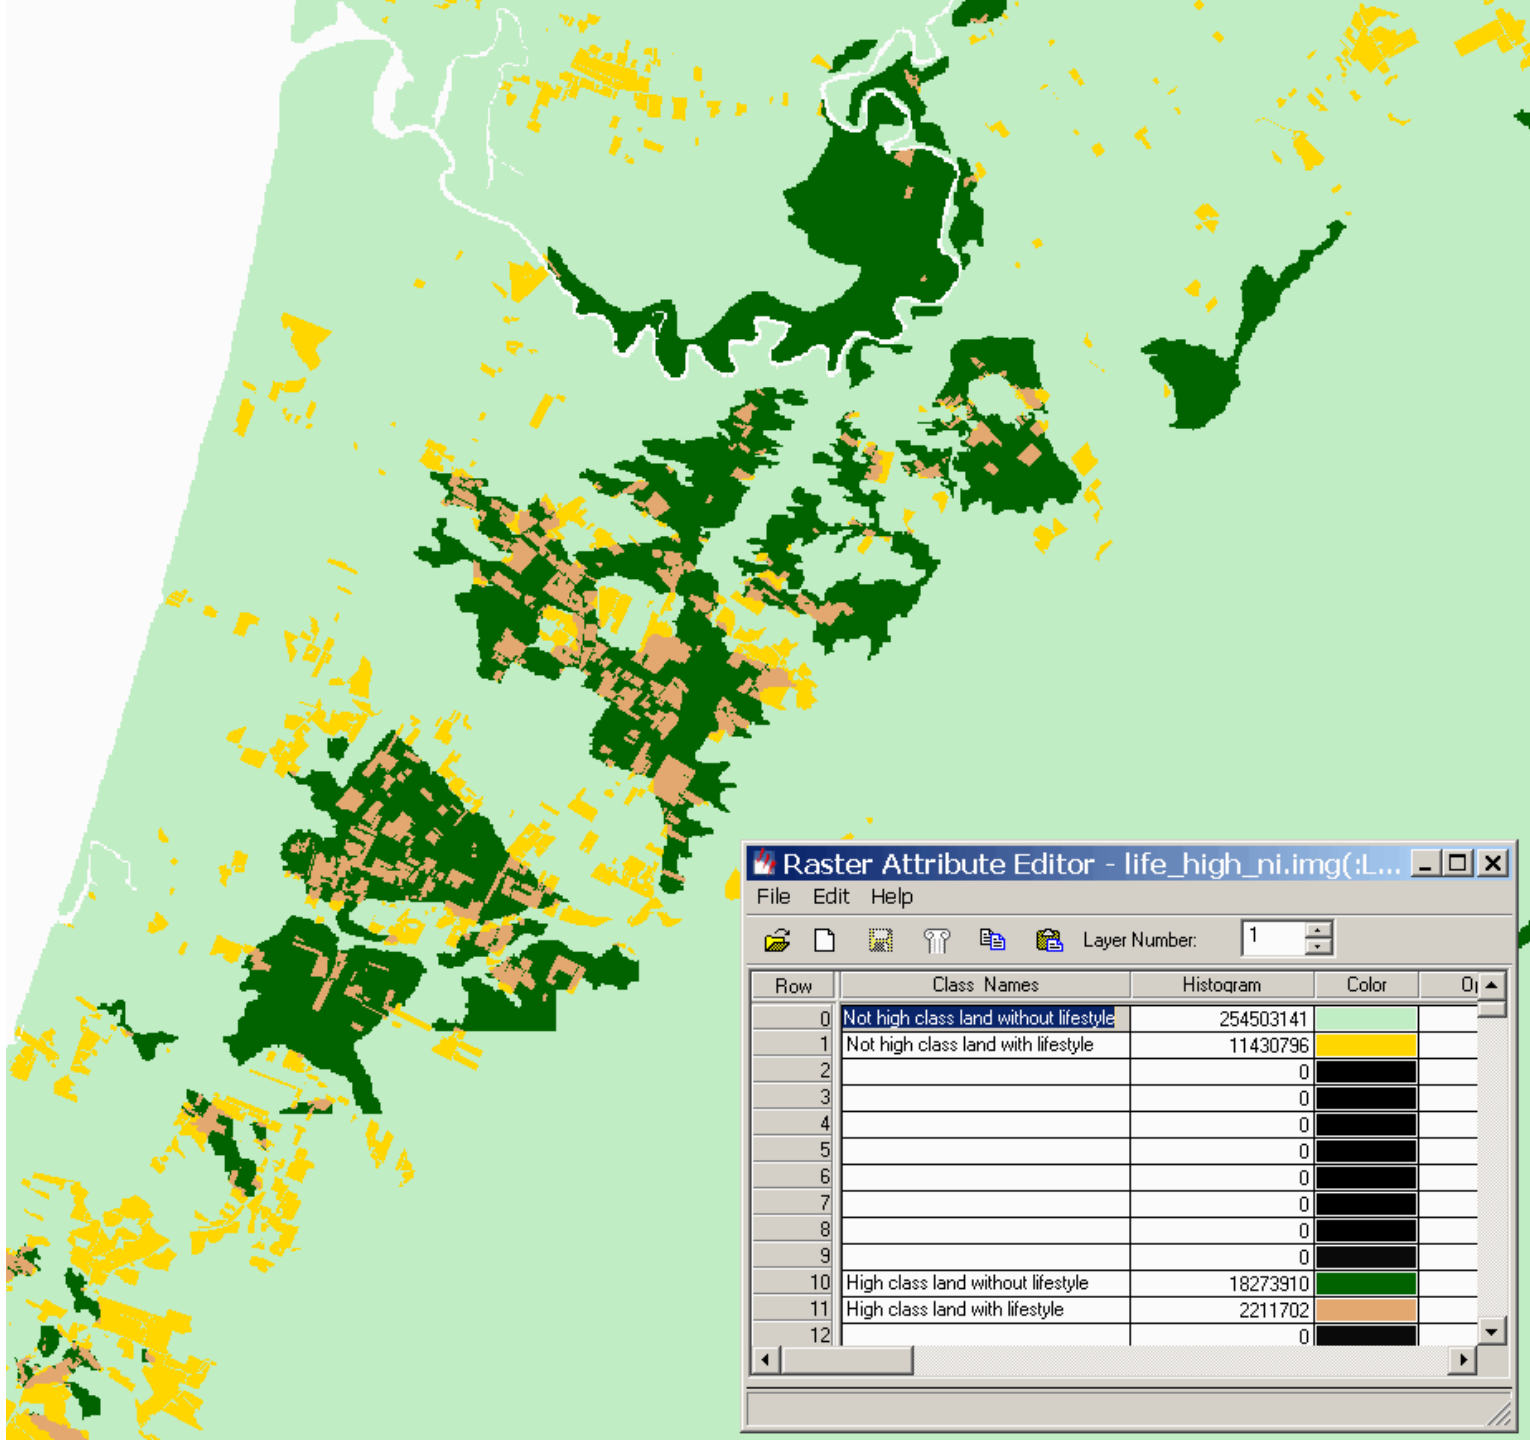 Raster Attribute Editor - life_high_ni.img(:L...
File Edit Help
Layer Number: 1
Row Class Names Histogram Color
0 Not high class land without lifestyle 254503141
1 Not high class land with lifestyle 11430796
2 0
3 0
4 0
5 0
6 0
7 0
8 0
9 0
10 High class land without lifestyle 18273910
11 High class land with lifestyle 2211702
12 0